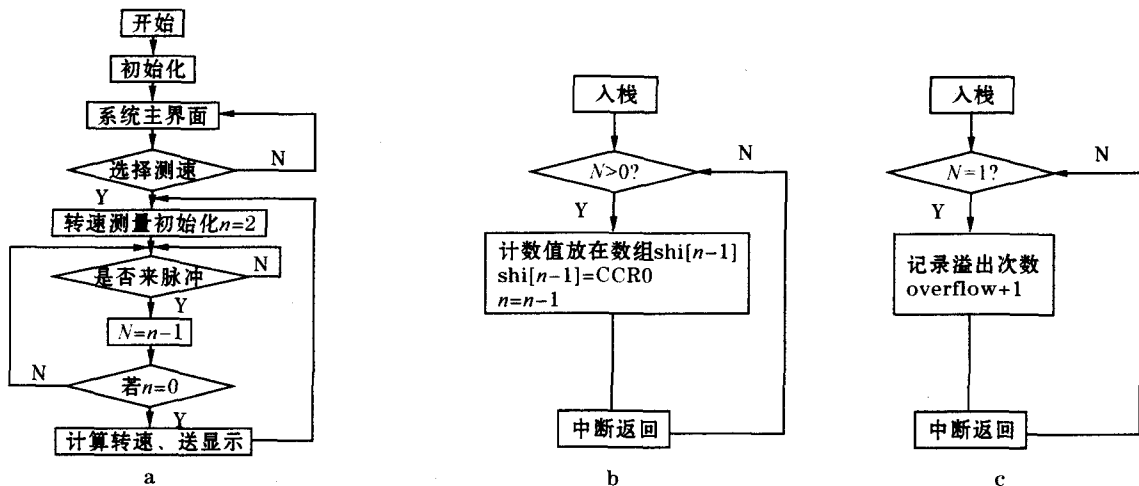 开始
初始化
系统主界面
选择测速
N
Y
转速测量初始化n=2
是否来脉冲
N
Y
N=n-1
N
若n=0
Y
计算转速、送显示
a
入栈
N>0?
N
Y
计数值放在数组shi[n-1]
shi[n-1]=CCR0
n=n-1
中断返回
b
入栈
N=1?
N
Y
记录溢出次数
overflow+1
中断返回
c